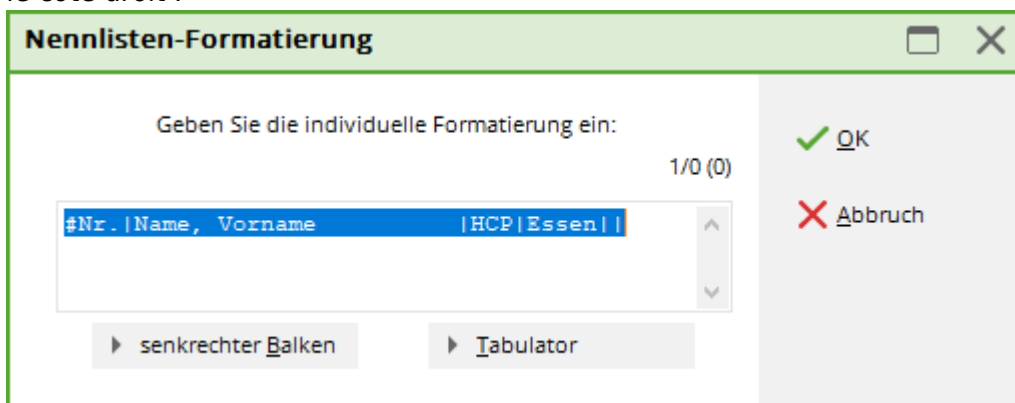 Nennlisten-Formatierung
Geben Sie die individuelle Formatierung ein:
1/0 (0)
#Nr.|Name, Vorname          |HCP|Essen||
senkrechter Balken
Tabulator
OK
Abbruch